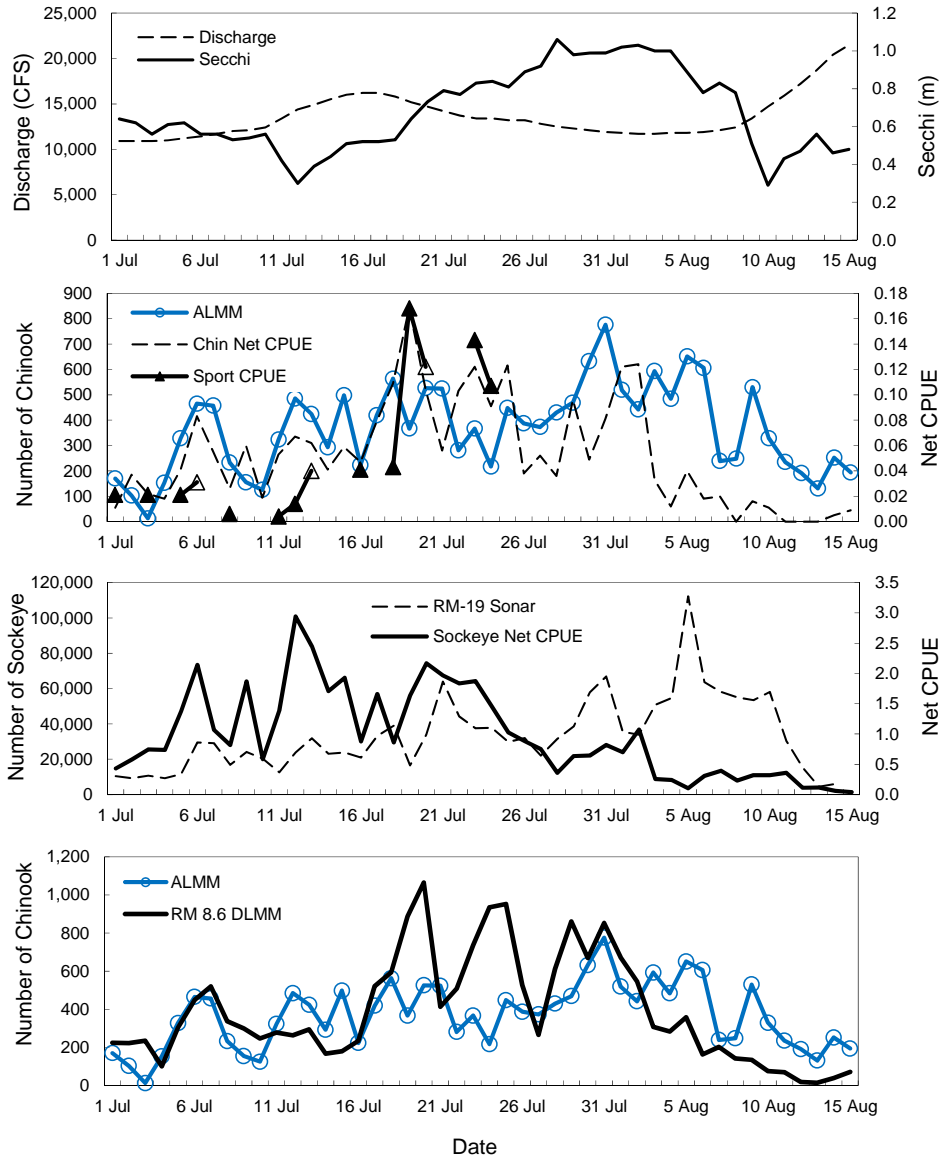 25,000
20,000
15,000
10,000
5,000
0
Discharge (CFS)
Discharge
Secchi
1.2
1.0
0.8
0.6
0.4
0.2
0.0
Secchi (m)
1 Jul 6 Jul 11 Jul 16 Jul 21 Jul 26 Jul 31 Jul 5 Aug 10 Aug 15 Aug
900
800
700
600
500
400
300
200
100
0
Number of Chinook
ALMM
Chin Net CPUE
Sport CPUE
0.18
0.16
0.14
0.12
0.10
0.08
0.06
0.04
0.02
0.00
Net CPUE
1 Jul 6 Jul 11 Jul 16 Jul 21 Jul 26 Jul 31 Jul 5 Aug 10 Aug 15 Aug
120,000
100,000
80,000
60,000
40,000
20,000
0
Number of Sockeye
RM-19 Sonar
Sockeye Net CPUE
3.5
3.0
2.5
2.0
1.5
1.0
0.5
0.0
Net CPUE
1 Jul 6 Jul 11 Jul 16 Jul 21 Jul 26 Jul 31 Jul 5 Aug 10 Aug 15 Aug
1,200
1,000
800
600
400
200
0
Number of Chinook
ALMM
RM 8.6 DLMM
1 Jul 6 Jul 11 Jul 16 Jul 21 Jul 26 Jul 31 Jul 5 Aug 10 Aug 15 Aug
Date